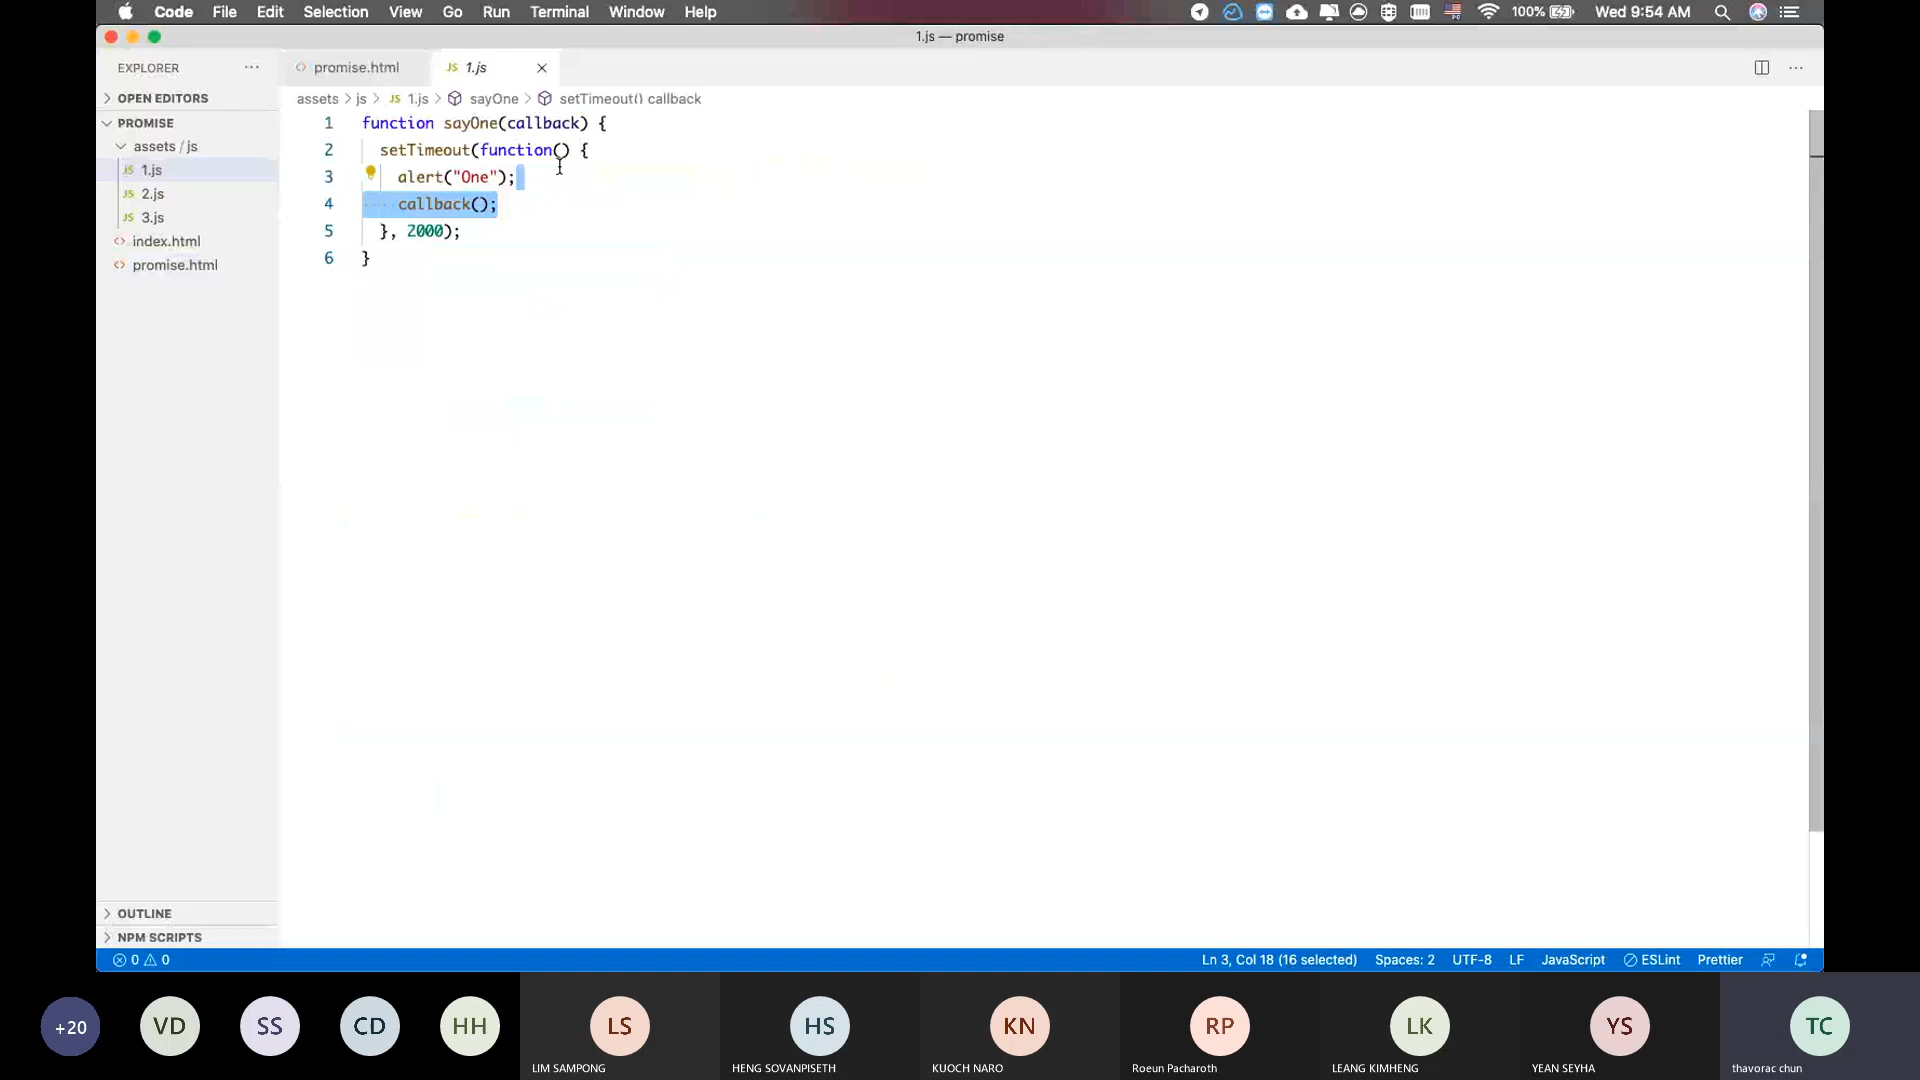 Code File Edit Selection View Go Run Terminal Window Help 100% Wed 9:54 AM
1.js — promise
EXPLORER ··· promise.html JS 1.js ···
OPEN EDITORS assets > js > JS 1.js > sayOne > setTimeout() callback
PROMISE
assets / js
JS 1.js
JS 2.js
JS 3.js
index.html
promise.html
1 function sayOne(callback) {
2 setTimeout(function() {
3 alert("One");
4 callback();
5 }, 2000);
6 }
OUTLINE
NPM SCRIPTS
0 0 Ln 3, Col 18 (16 selected) Spaces: 2 UTF-8 LF JavaScript ESLint Prettier
+20 VD SS CD HH LS HS KN RP LK YS TC
LIM SAMPONG HENG SOVANPISETH KUOCH NARO Roeun Pacharoth LEANG KIMHENG YEAN SEYHA thavorac chun